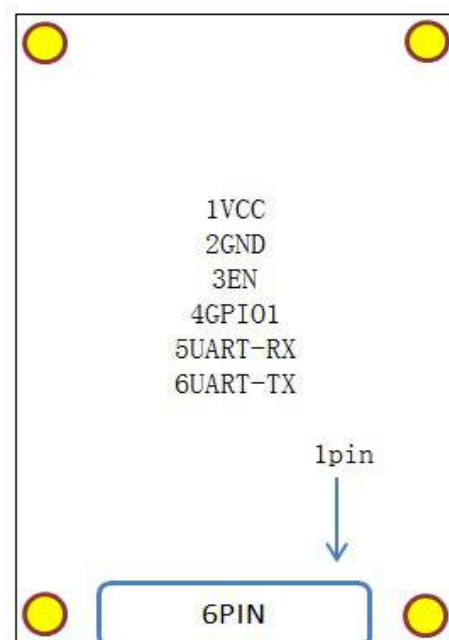 1VCC
2GND
3EN
4GPIO1
5UART-RX
6UART-TX
1pin
6PIN